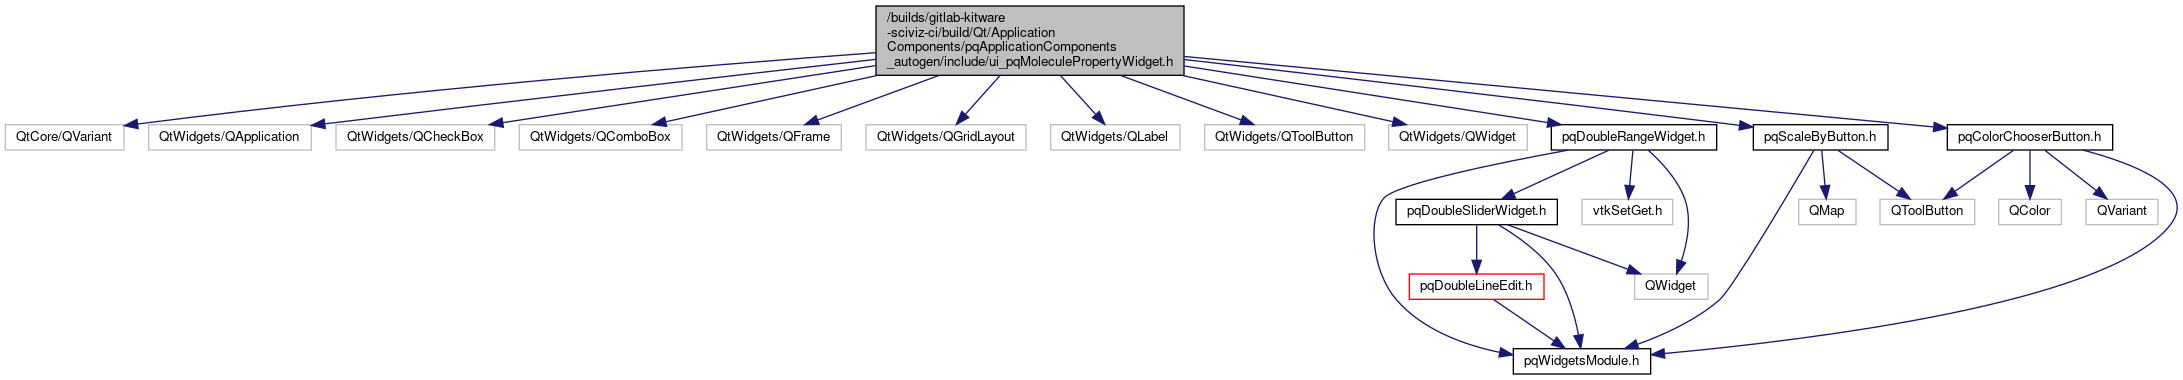 /builds/gitlab-kitware
-sciviz-ci/build/Qt/Application
Components/pqApplicationComponents
_autogen/include/ui_pqMoleculePropertyWidget.h
QtCore/QVariant
QtWidgets/QApplication
QtWidgets/QCheckBox
QtWidgets/QComboBox
QtWidgets/QFrame
QtWidgets/QGridLayout
QtWidgets/QLabel
QtWidgets/QToolButton
QtWidgets/QWidget
pqDoubleRangeWidget.h
pqScaleByButton.h
pqColorChooserButton.h
pqDoubleSliderWidget.h
vtkSetGet.h
QMap
QToolButton
QColor
QVariant
pqDoubleLineEdit.h
QWidget
pqWidgetsModule.h